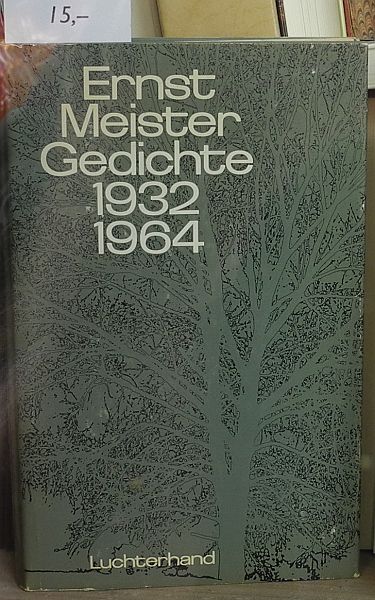 15,–
Ernst
Meister
Gedichte
1932
1964
Luchterhand